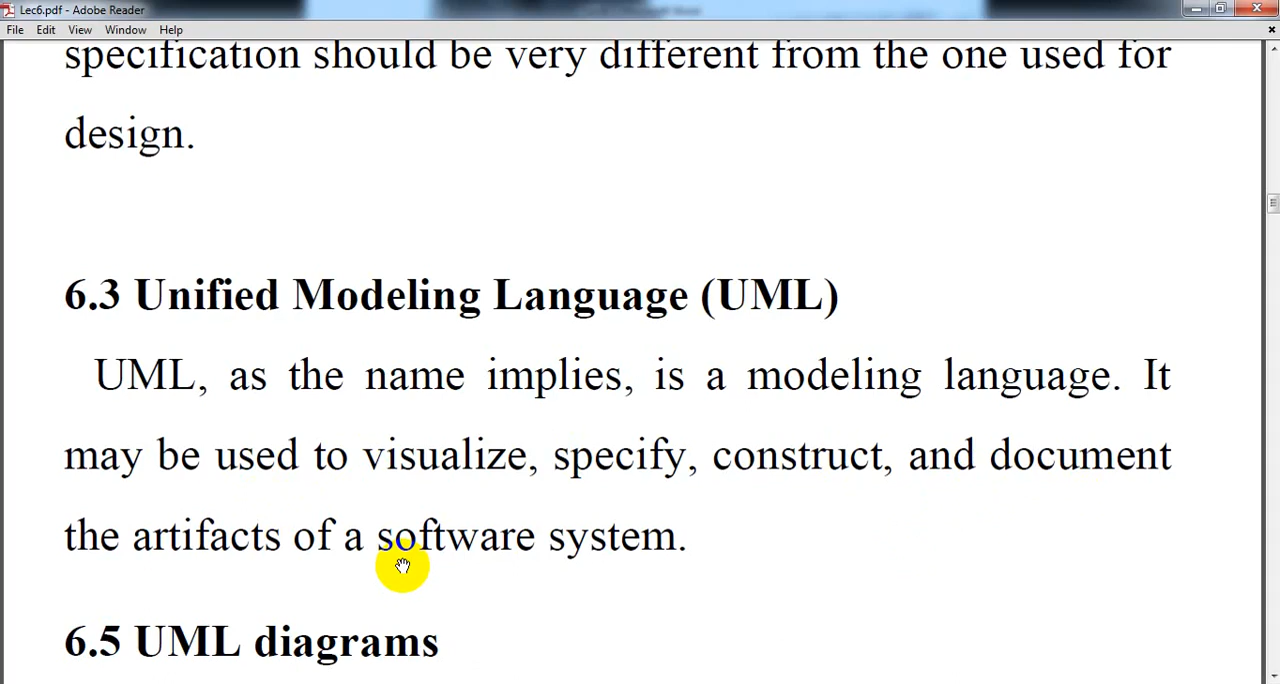 Lec6.pdf - Adobe Reader
File Edit View Window Help
specification should be very different from the one used for
design.
6.3 Unified Modeling Language (UML)
UML, as the name implies, is a modeling language. It
may be used to visualize, specify, construct, and document
the artifacts of a software system.
6.5 UML diagrams